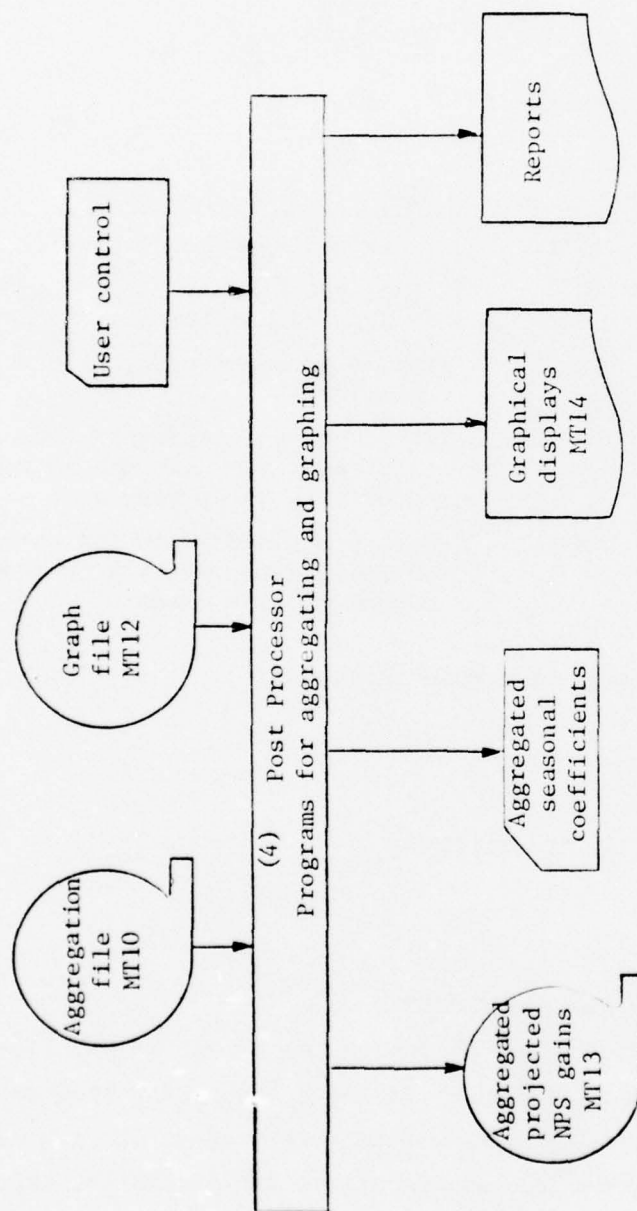 Aggregation
file
MT10
Graph
file
MT12
User control
(4) Post Processor
Programs for aggregating and graphing
Aggregated
projected
NPS gains
MT13
Aggregated
seasonal
coefficients
Graphical
displays
MT14
Reports